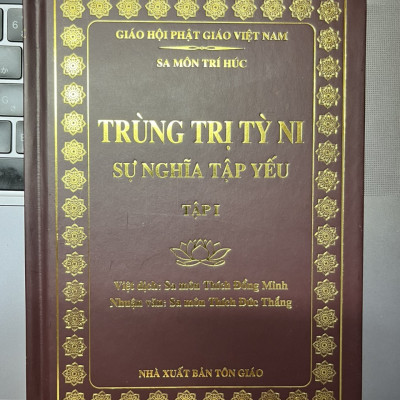 GIÁO HỘI PHẬT GIÁO VIỆT NAM
SA MÔN TRÍ HÚC
TRÙNG TRỊ TỲ NI
SỰ NGHĨA TẬP YẾU
TẬP I
Việt dịch: Sa môn Thích Đổng Minh
Nhuận văn: Sa môn Thích Đức Thắng
NHÀ XUẤT BẢN TÔN GIÁO